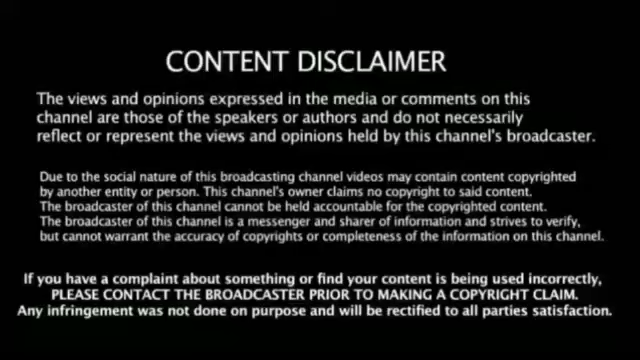 CONTENT DISCLAIMER
The views and opinions expressed in the media or comments on this
channel are those of the speakers or authors and do not necessarily
reflect or represent the views and opinions held by this channel's broadcaster.
Due to the social nature of this broadcasting channel videos may contain content copyrighted
by another entity or person. This channel's owner claims no copyright to said content.
The broadcaster of this channel cannot be held accountable for the copyrighted content.
The broadcaster of this channel is a messenger and sharer of information and strives to verify,
but cannot warrant the accuracy of copyrights or completeness of the information on this channel.
If you have a complaint about something or find your content is being used incorrectly,
PLEASE CONTACT THE BROADCASTER PRIOR TO MAKING A COPYRIGHT CLAIM.
Any infringement was not done on purpose and will be rectified to all parties satisfaction.